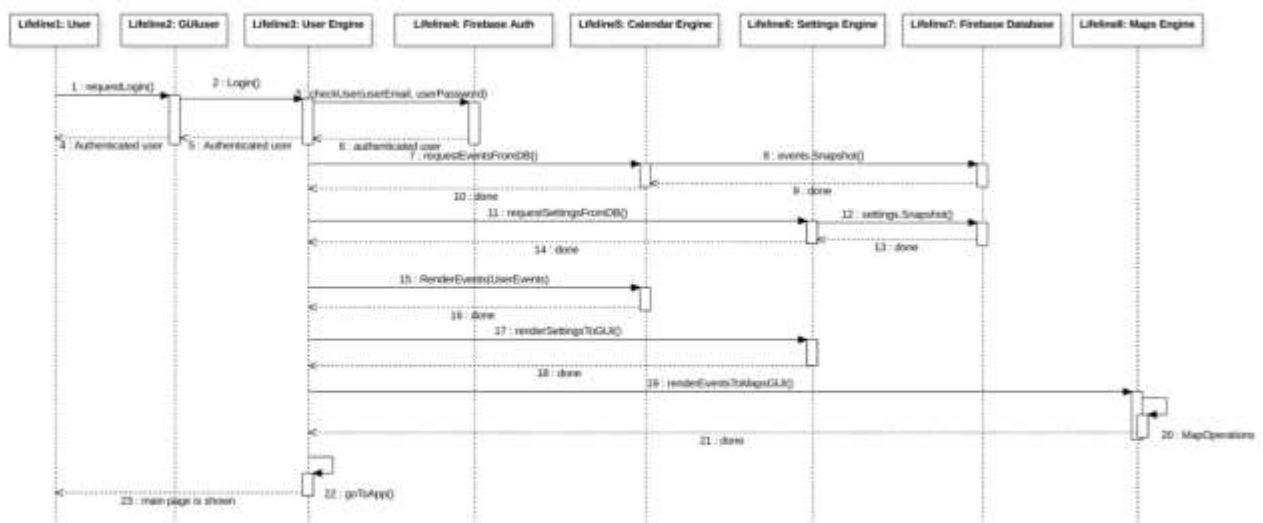 Lifeline1: User
Lifeline2: GUIuser
Lifeline3: User Engine
Lifeline4: Firebase Auth
Lifeline5: Calendar Engine
Lifeline6: Settings Engine
Lifeline7: Firebase Database
Lifeline8: Maps Engine
1 : requestLogin()
2 : Login()
3 : checkUser(userEmail, userPassword)
4 : Authenticated user
5 : Authenticated user
6 : authenticated user
7 : requestEventsFromDB()
8 : events.Snapshot()
9 : done
10 : done
11 : requestSettingsFromDB()
12 : settings.Snapshot()
13 : done
14 : done
15 : RenderEvents(UserEvents)
16 : done
17 : renderSettingsToGUI()
18 : done
19 : renderEventsToMapsGUI()
20 : MapOperations
21 : done
22 : goToApp()
23 : main page is shown